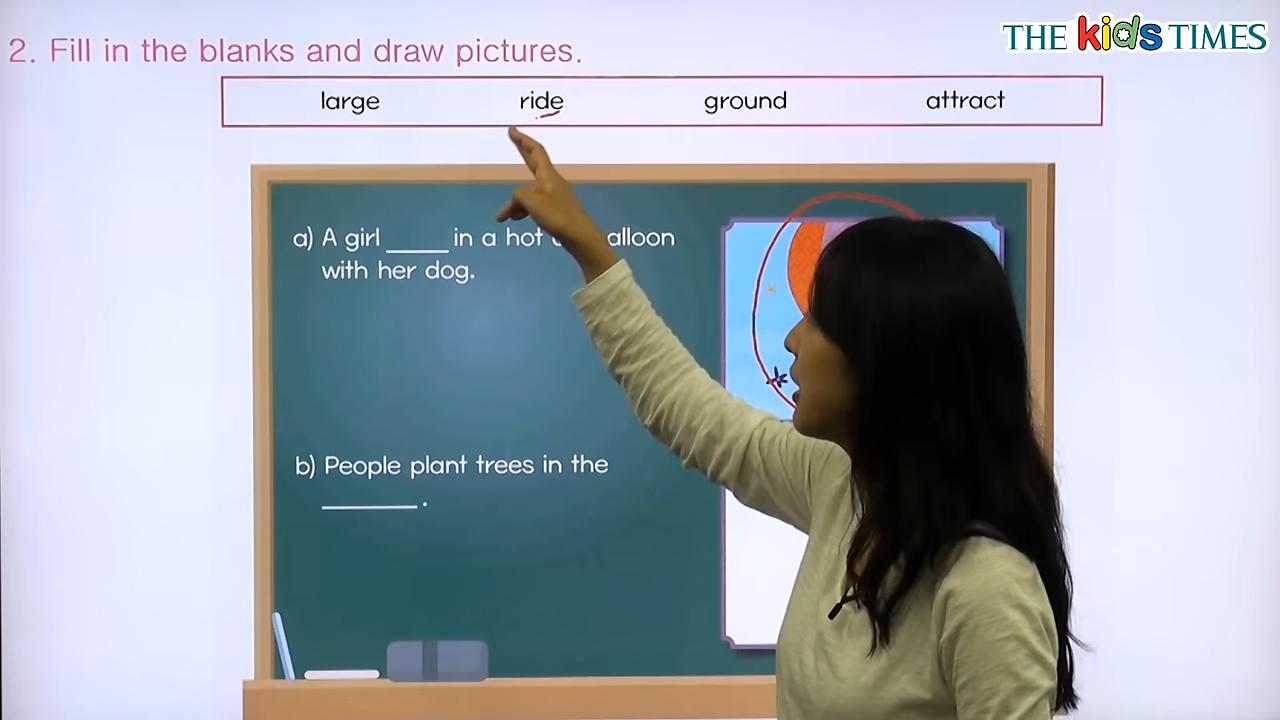 THE kids TIMES
2. Fill in the blanks and draw pictures.
large ride ground attract
a) A girl _____ in a hot alloon
with her dog.
b) People plant trees in the
________.